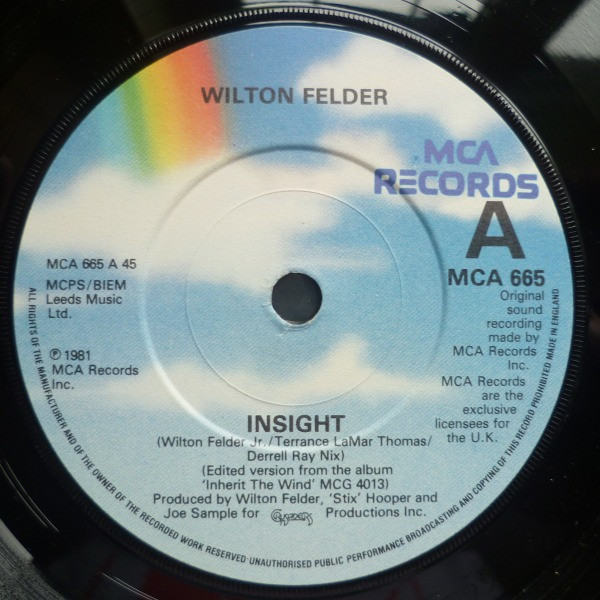 WILTON FELDER
MCA
RECORDS
A
MCA 665
MCA 665 A 45
MCPS/BIEM
Leeds Music
Ltd.
℗ 1981
MCA Records
Inc.
Original
sound
recording
made by
MCA Records
Inc.
MCA Records
are the
exclusive
licensees for
the U.K.
INSIGHT
(Wilton Felder Jr./Terrance LaMar Thomas/
Derrell Ray Nix)
(Edited version from the album
'Inherit The Wind' MCG 4013)
Produced by Wilton Felder, 'Stix' Hooper and
Joe Sample for Crusaders Productions Inc.
ALL RIGHTS OF THE MANUFACTURER AND OF THE OWNER OF THE RECORDED WORK RESERVED·UNAUTHORISED PUBLIC PERFORMANCE BROADCASTING AND COPYING OF THIS RECORD PROHIBITED MADE IN ENGLAND